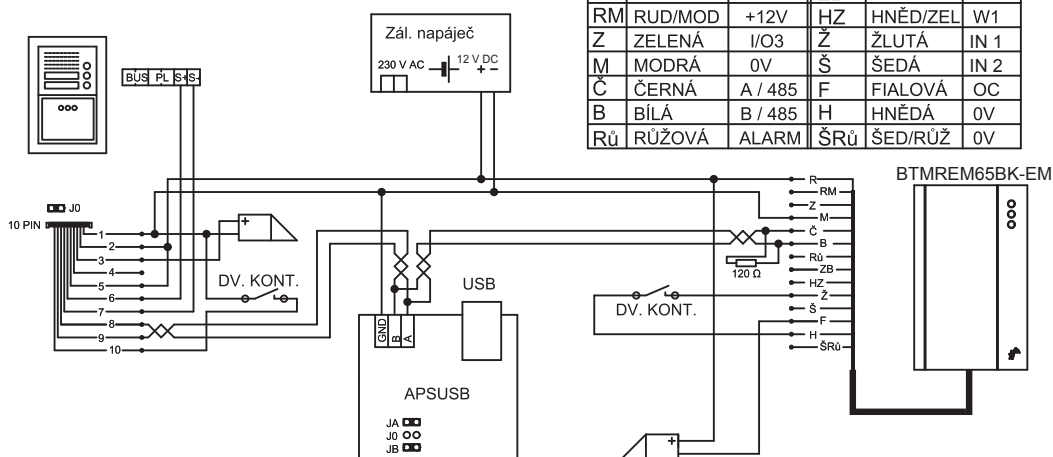 RM RUD/MOD +12V HZ HNĚD/ZEL W1
Z ZELENÁ I/O3 Ž ŽLUTÁ IN 1
M MODRÁ 0V Š ŠEDÁ IN 2
Č ČERNÁ A / 485 F FIALOVÁ OC
B BÍLÁ B / 485 H HNĚDÁ 0V
Rů RŮŽOVÁ ALARM ŠRů ŠED/RŮŽ 0V
Zál. napáječ
230 V AC 12 V DC
+ -
BUS PL S+ S-
BTMREM65BK-EM
J0
10 PIN
1
2
3
4
5
6
7
8
9
10
+
DV. KONT.
USB
GND B A
APSUSB
JA
J0
JB
120 Ω
DV. KONT.
R
RM
Z
M
Č
B
Rů
ZB
HZ
Ž
Š
F
H
ŠRů
+